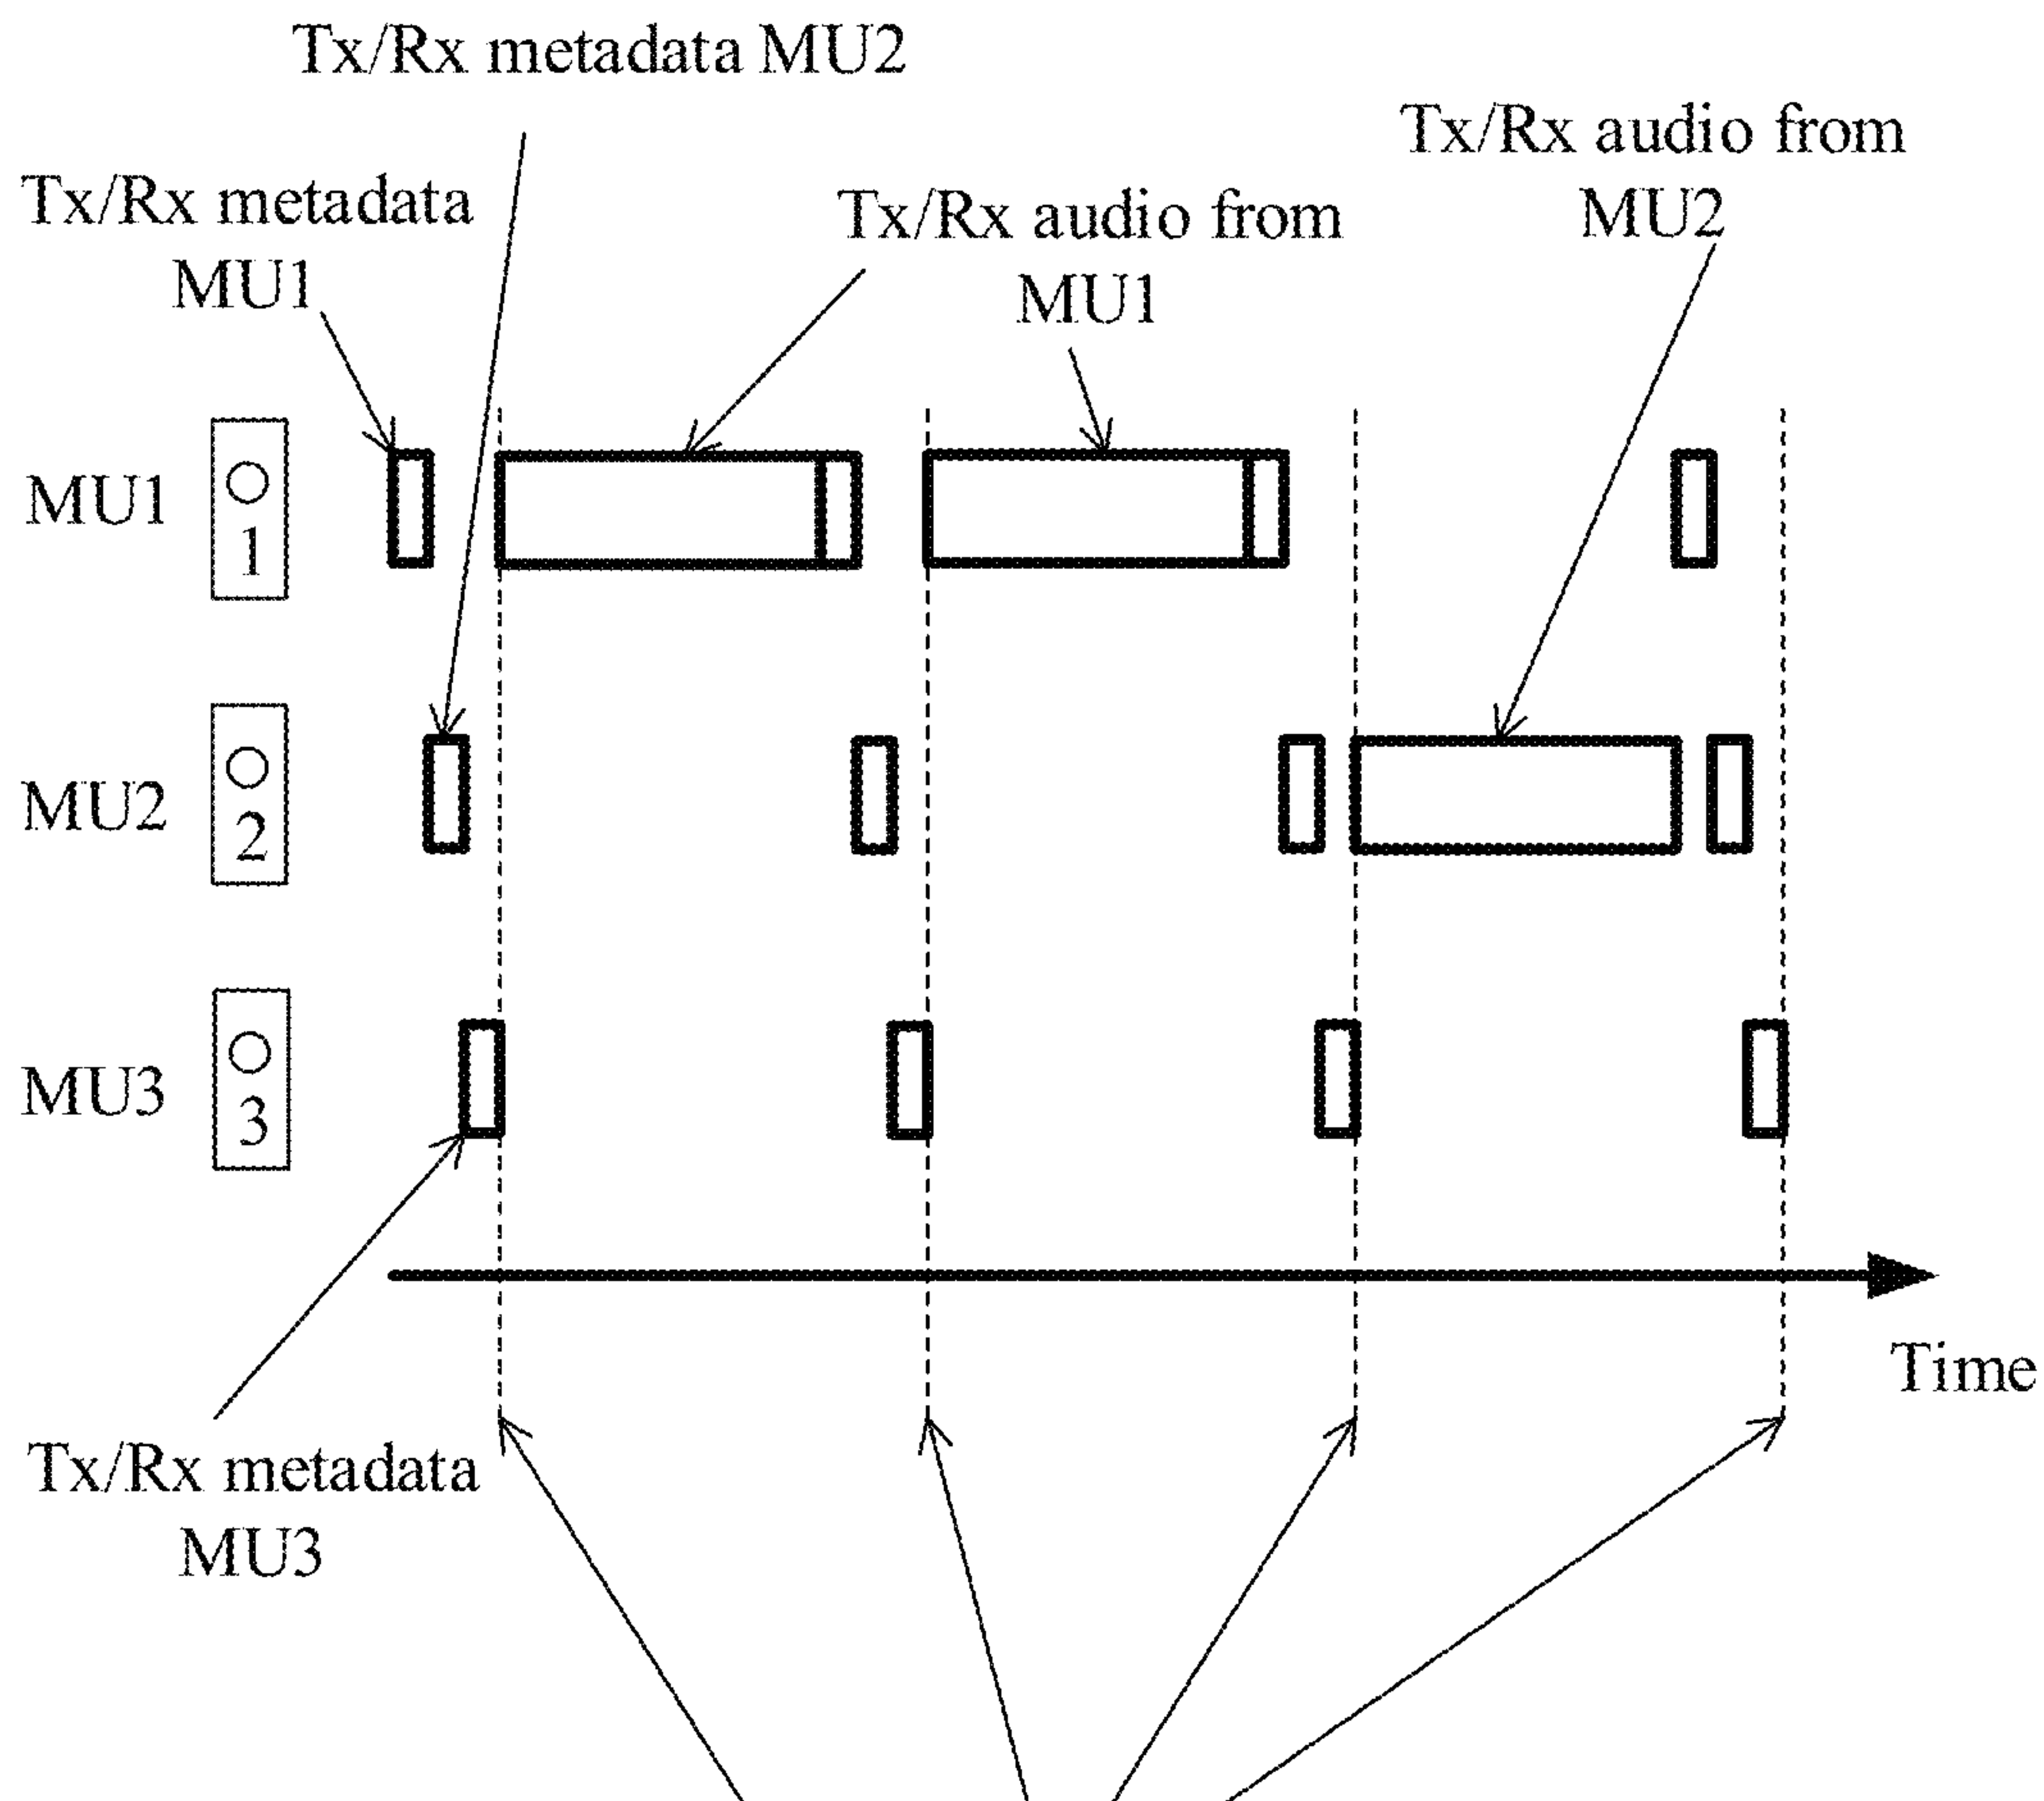 Tx/Rx metadata MU2
Tx/Rx audio from
MU2
Tx/Rx metadata
MU1
Tx/Rx audio from
MU1
MU1
1
MU2
2
MU3
3
Time
Tx/Rx metadata
MU3